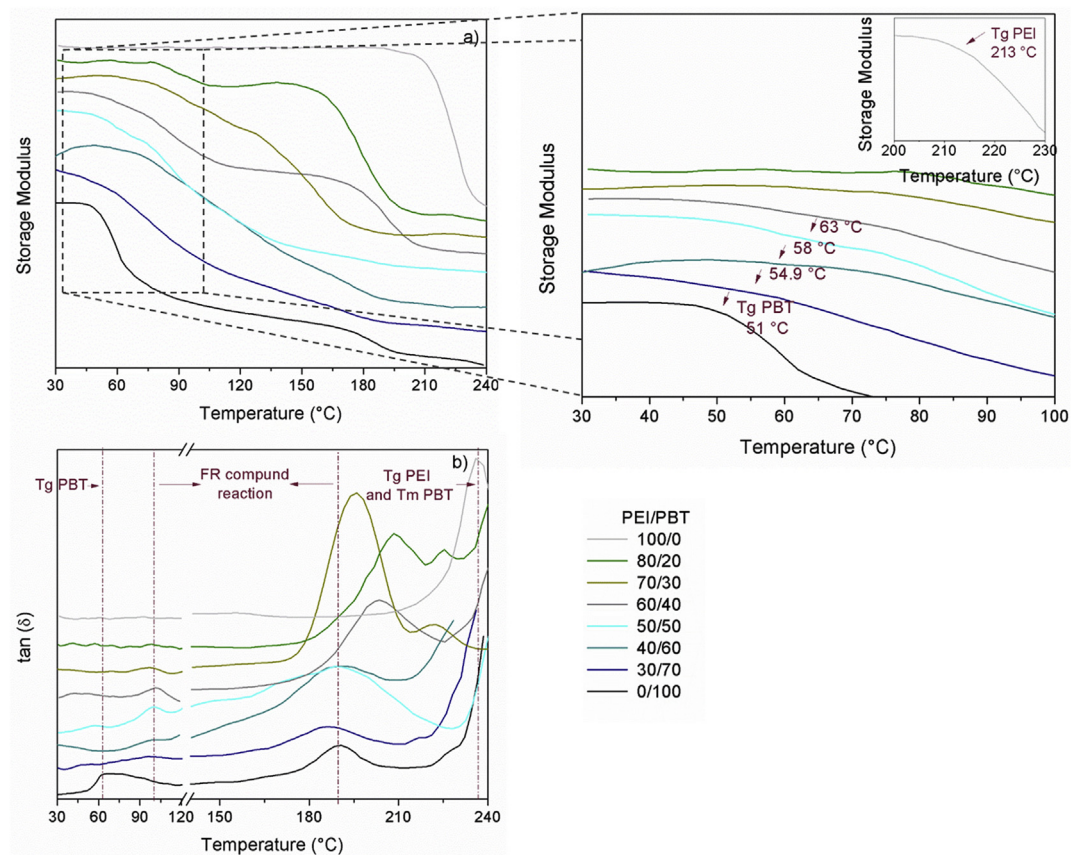 a)
Storage Modulus
30 60 90 120 150 180 210 240
Temperature (°C)
Storage Modulus
Tg PEI
213 °C
200 210 220 230
Temperature (°C)
Storage Modulus
63 °C
58 °C
54.9 °C
Tg PBT
51 °C
30 40 50 60 70 80 90 100
Temperature (°C)
b)
Tg PBT
FR compund
reaction
Tg PEI
and Tm PBT
tan (δ)
30 60 90 120 150 180 210 240
Temperature (°C)
PEI/PBT
100/0
80/20
70/30
60/40
50/50
40/60
30/70
0/100